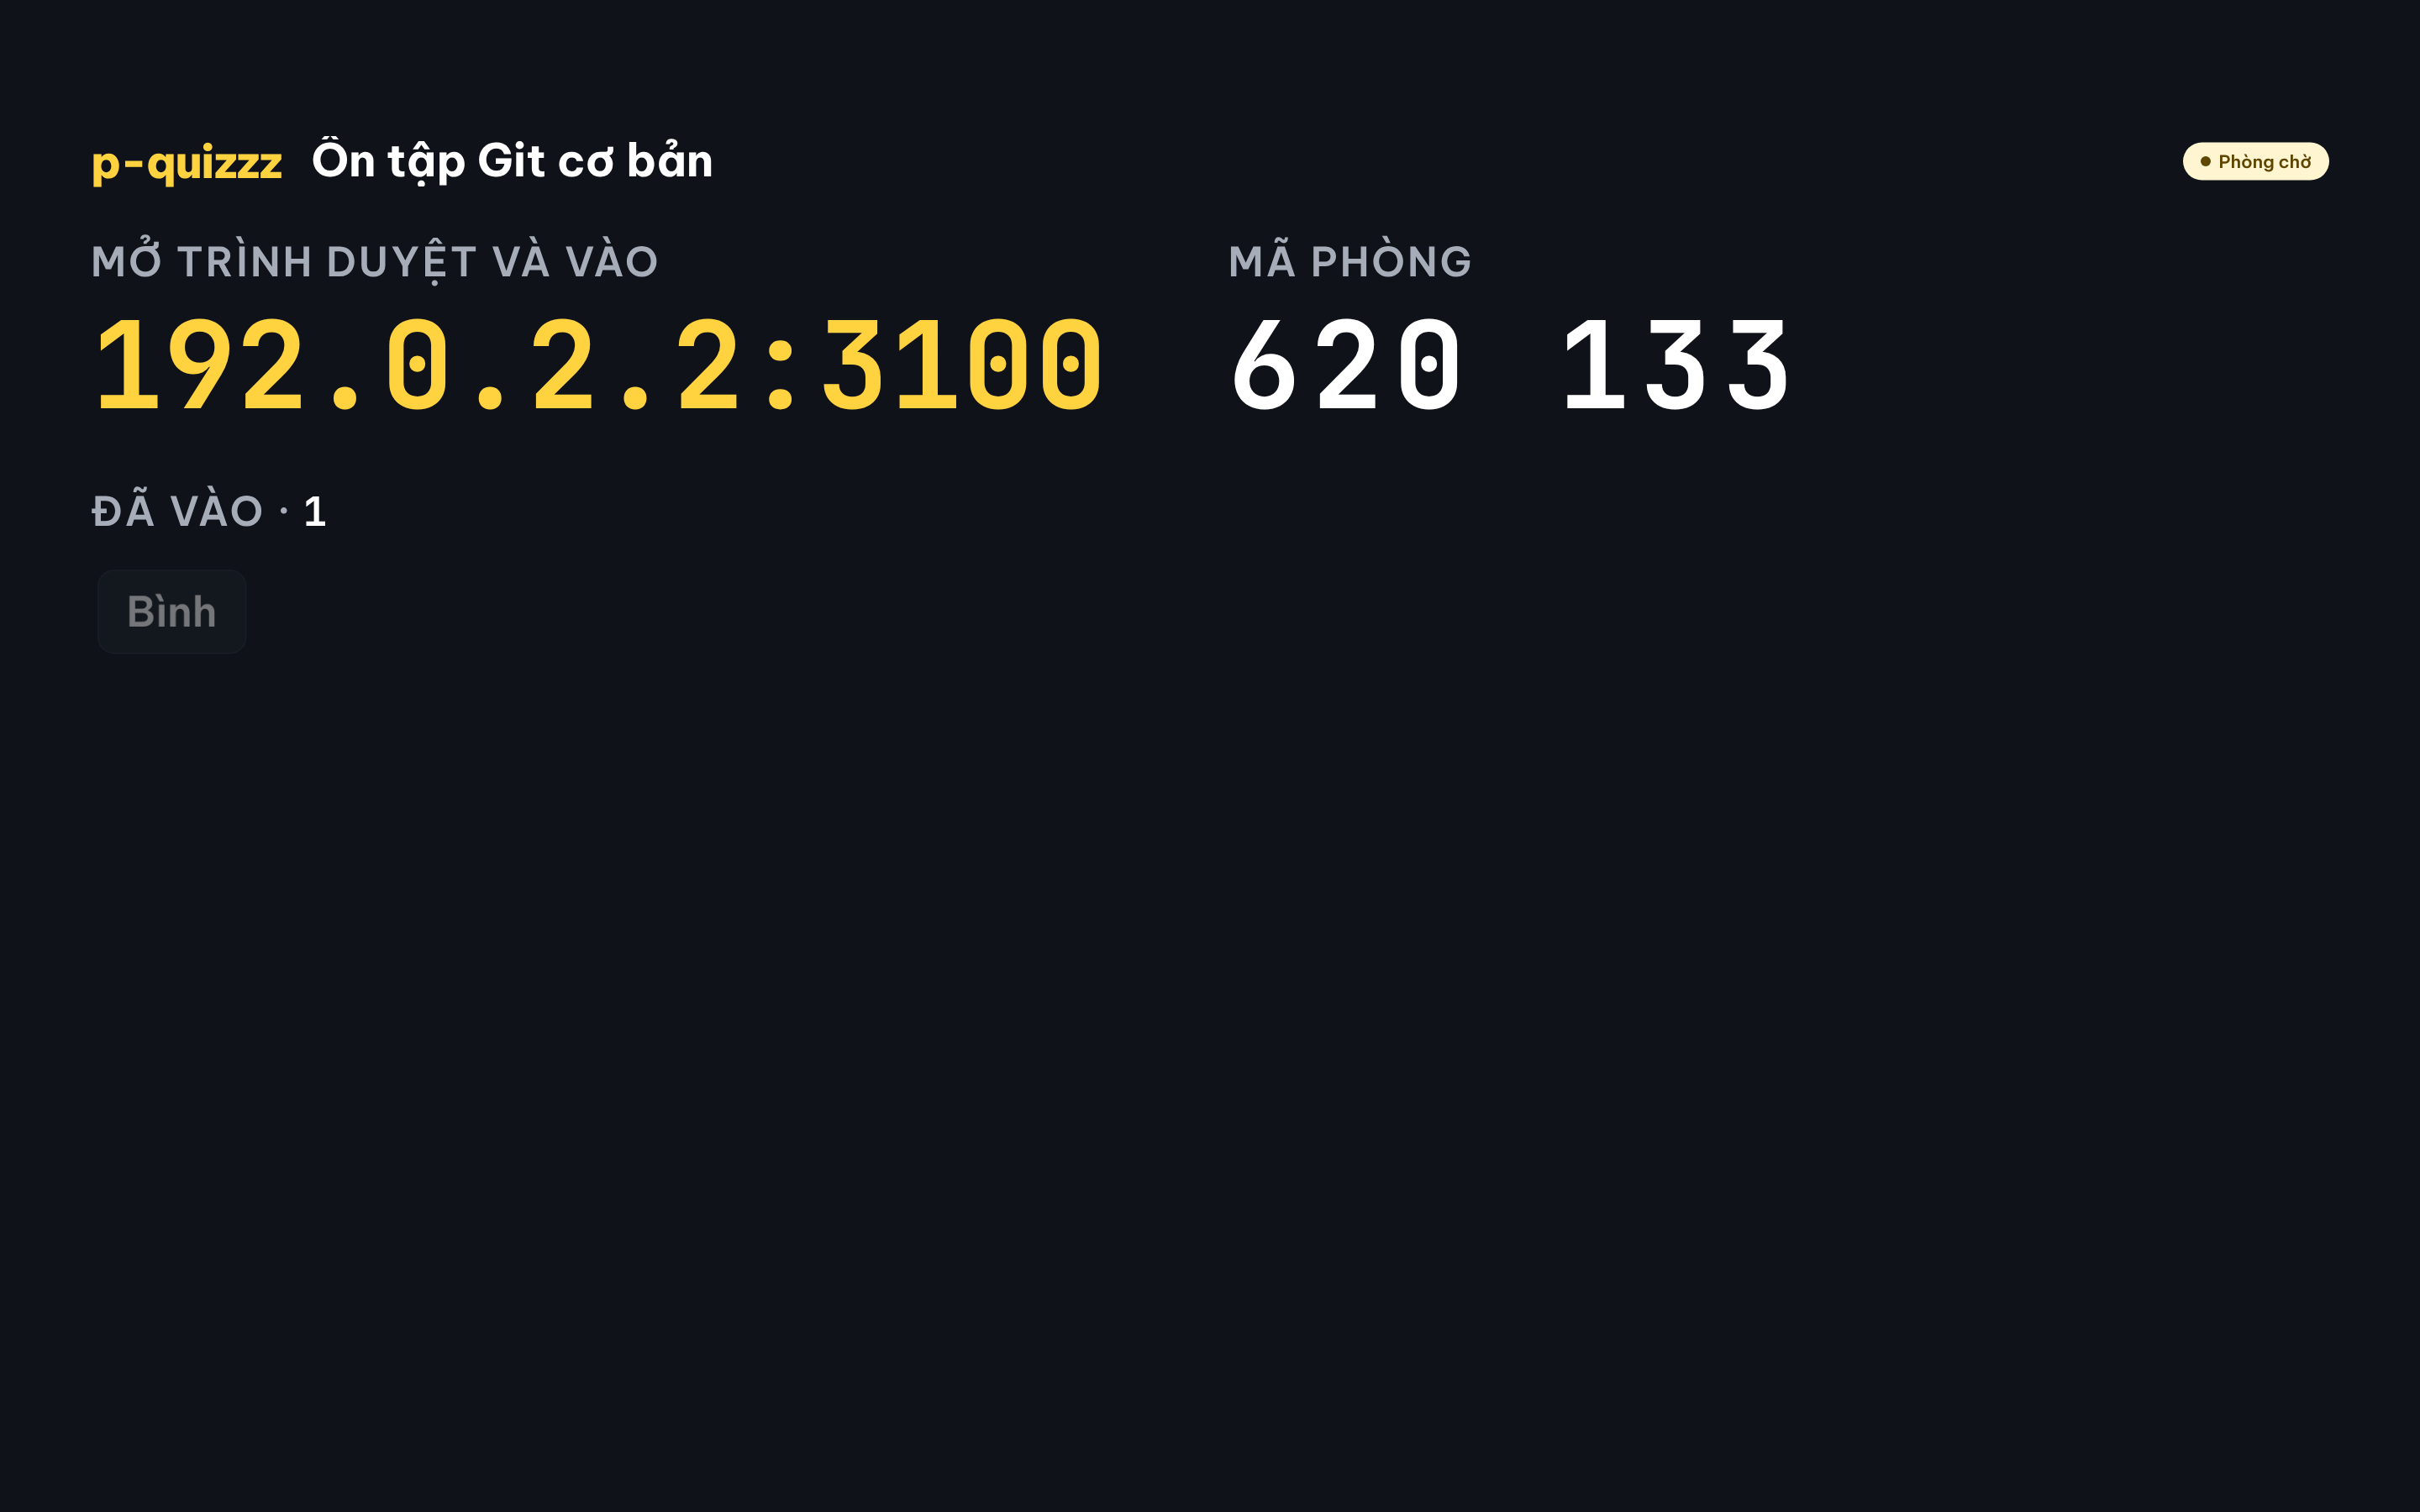 p-quizzz Ôn tập Git cơ bản
Phòng chờ
MỞ TRÌNH DUYỆT VÀ VÀO
192.0.2.2:3100
MÃ PHÒNG
620 133
ĐÃ VÀO · 1
Bình